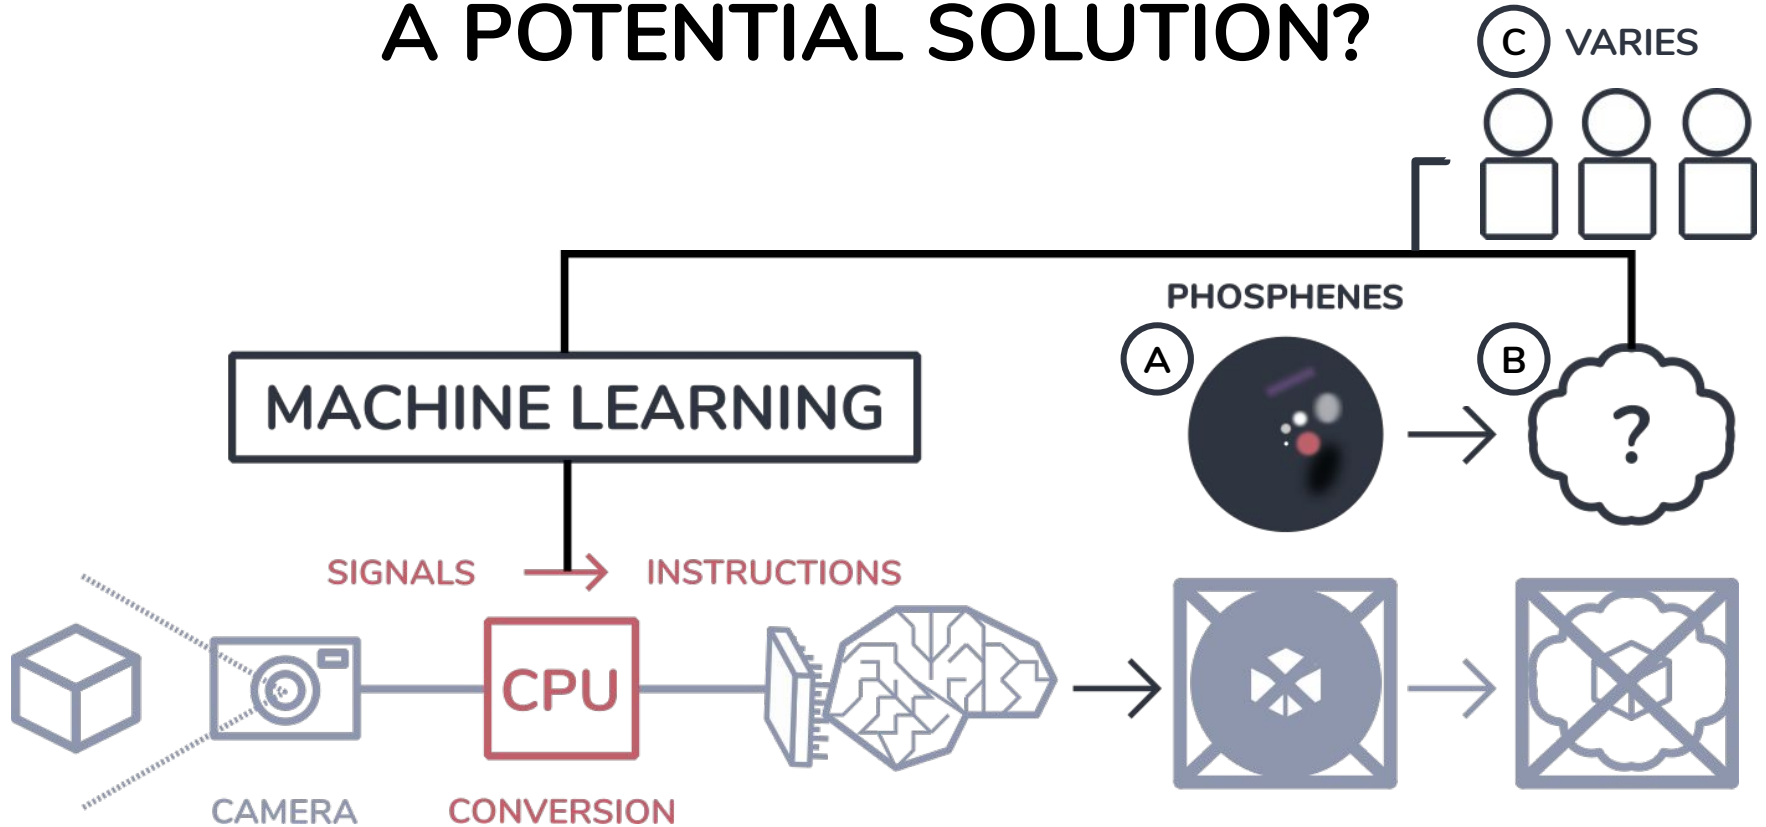 A POTENTIAL SOLUTION?
C VARIES
PHOSPHENES
A
B
?
MACHINE LEARNING
SIGNALS INSTRUCTIONS
CPU
CAMERA
CONVERSION